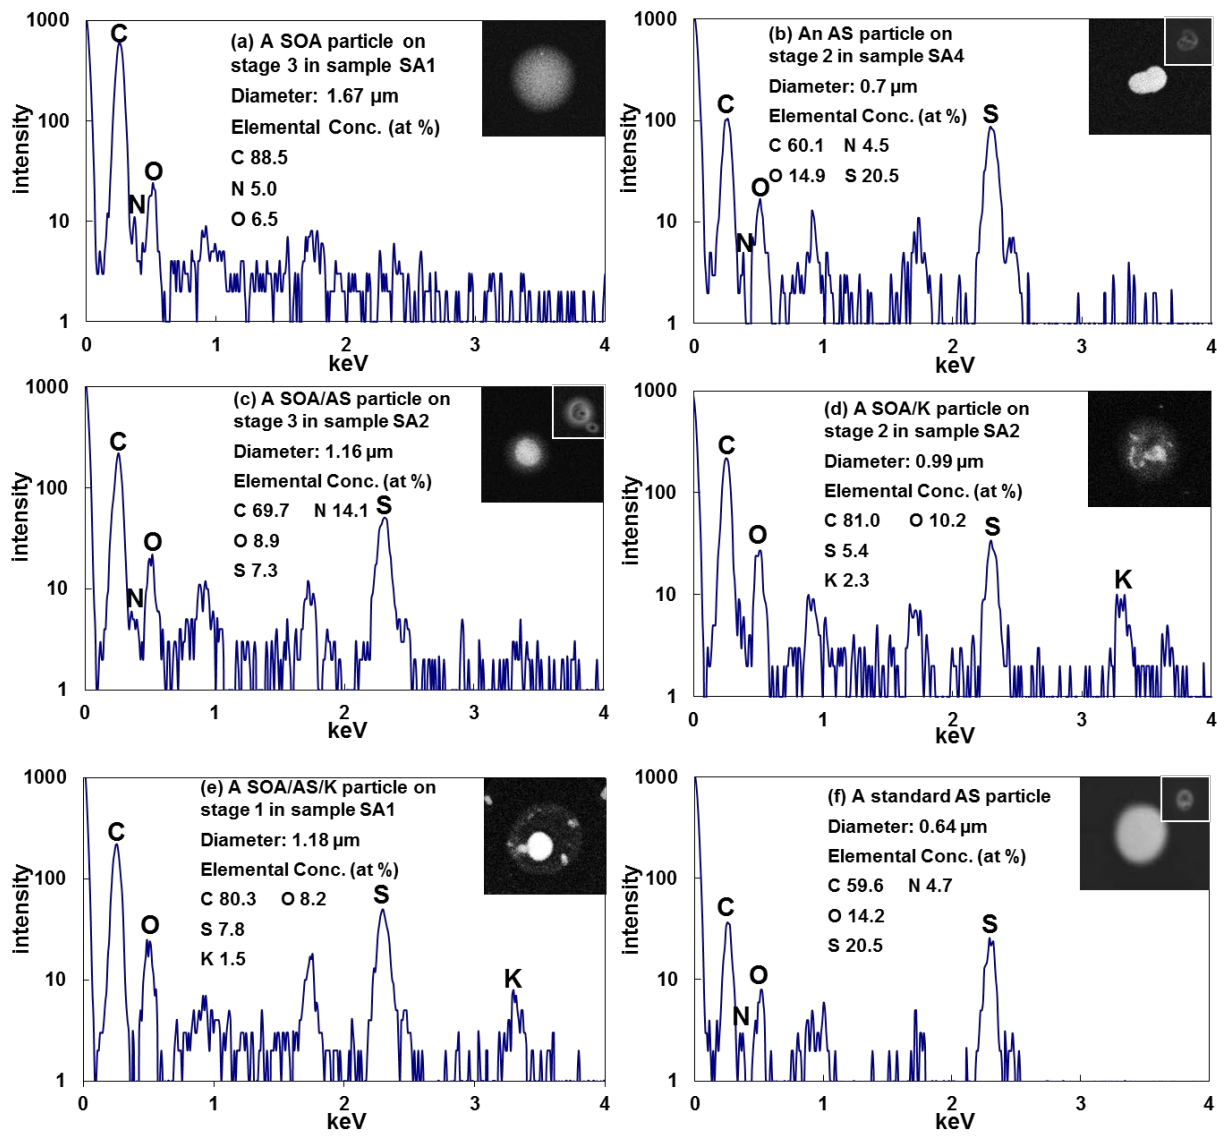 1000
100
10
1
intensity
C
N
O
(a) A SOA particle on
stage 3 in sample SA1
Diameter: 1.67 µm
Elemental Conc. (at %)
C 88.5
N 5.0
O 6.5
0 1 2 3 4
keV
1000
100
10
1
intensity
C
N
O
S
(b) An AS particle on
stage 2 in sample SA4
Diameter: 0.7 µm
Elemental Conc. (at %)
C 60.1 N 4.5
O 14.9 S 20.5
0 1 2 3 4
keV
1000
100
10
1
intensity
C
N
O
S
(c) A SOA/AS particle on
stage 3 in sample SA2
Diameter: 1.16 µm
Elemental Conc. (at %)
C 69.7 N 14.1
O 8.9
S 7.3
0 1 2 3 4
keV
1000
100
10
1
intensity
C
O
S
K
(d) A SOA/K particle on
stage 2 in sample SA2
Diameter: 0.99 µm
Elemental Conc. (at %)
C 81.0 O 10.2
S 5.4
K 2.3
0 1 2 3 4
keV
1000
100
10
1
intensity
C
O
S
K
(e) A SOA/AS/K particle on
stage 1 in sample SA1
Diameter: 1.18 µm
Elemental Conc. (at %)
C 80.3 O 8.2
S 7.8
K 1.5
0 1 2 3 4
keV
1000
100
10
1
intensity
C
N
O
S
(f) A standard AS particle
Diameter: 0.64 µm
Elemental Conc. (at %)
C 59.6 N 4.7
O 14.2
S 20.5
0 1 2 3 4
keV